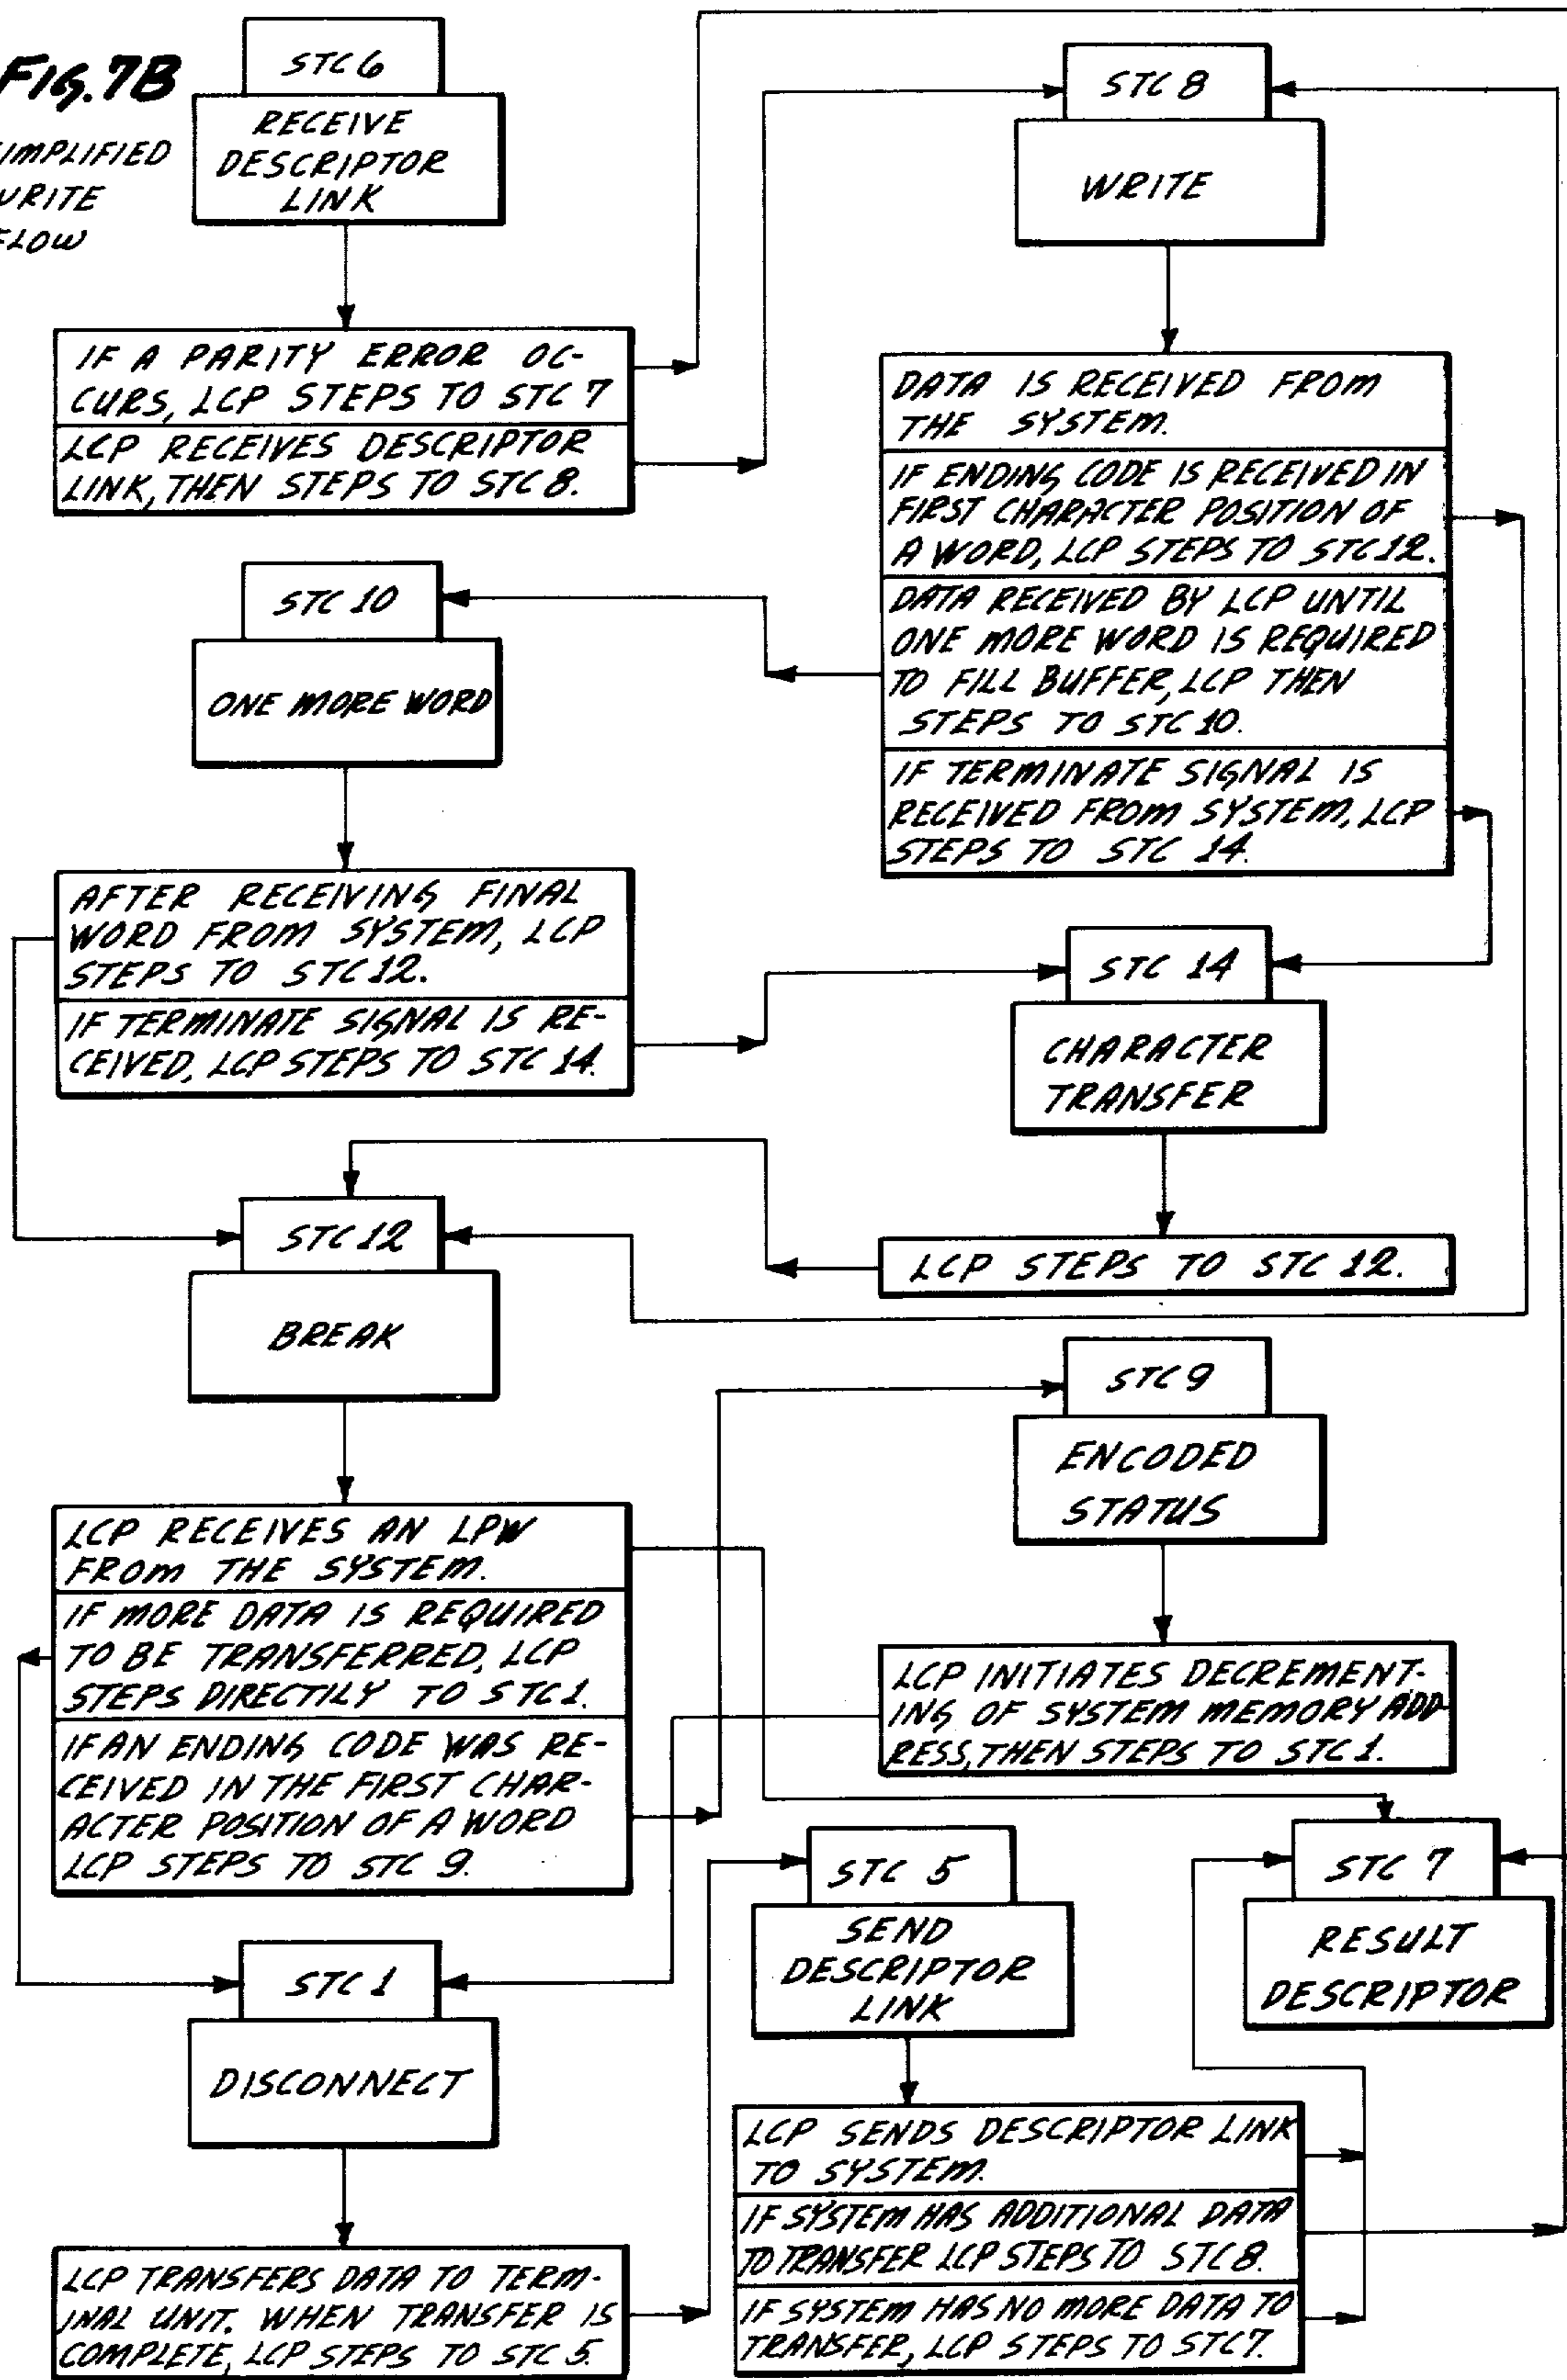 FIG. 7B
SIMPLIFIED
WRITE
FLOW
STC 6
RECEIVE
DESCRIPTOR
LINK
IF A PARITY ERROR OC-
CURS, LCP STEPS TO STC 7
LCP RECEIVES DESCRIPTOR
LINK, THEN STEPS TO STC 8.
STC 8
WRITE
DATA IS RECEIVED FROM
THE SYSTEM.
IF ENDING CODE IS RECEIVED IN
FIRST CHARACTER POSITION OF
A WORD, LCP STEPS TO STC 12.
DATA RECEIVED BY LCP UNTIL
ONE MORE WORD IS REQUIRED
TO FILL BUFFER, LCP THEN
STEPS TO STC 10.
IF TERMINATE SIGNAL IS
RECEIVED FROM SYSTEM, LCP
STEPS TO STC 14.
STC 10
ONE MORE WORD
AFTER RECEIVING FINAL
WORD FROM SYSTEM, LCP
STEPS TO STC 12.
IF TERMINATE SIGNAL IS RE-
CEIVED, LCP STEPS TO STC 14.
STC 14
CHARACTER
TRANSFER
LCP STEPS TO STC 12.
STC 12
BREAK
LCP RECEIVES AN LPW
FROM THE SYSTEM.
IF MORE DATA IS REQUIRED
TO BE TRANSFERRED, LCP
STEPS DIRECTILY TO STC 1.
IF AN ENDING CODE WAS RE-
CEIVED IN THE FIRST CHAR-
ACTER POSITION OF A WORD
LCP STEPS TO STC 9.
STC 9
ENCODED
STATUS
LCP INITIATES DECREMENT-
ING OF SYSTEM MEMORY ADD-
RESS, THEN STEPS TO STC 1.
STC 1
DISCONNECT
LCP TRANSFERS DATA TO TERM-
INAL UNIT. WHEN TRANSFER IS
COMPLETE, LCP STEPS TO STC 5.
STC 5
SEND
DESCRIPTOR
LINK
LCP SENDS DESCRIPTOR LINK
TO SYSTEM.
IF SYSTEM HAS ADDITIONAL DATA
TO TRANSFER LCP STEPS TO STC 8.
IF SYSTEM HAS NO MORE DATA TO
TRANSFER, LCP STEPS TO STC 7.
STC 7
RESULT
DESCRIPTOR